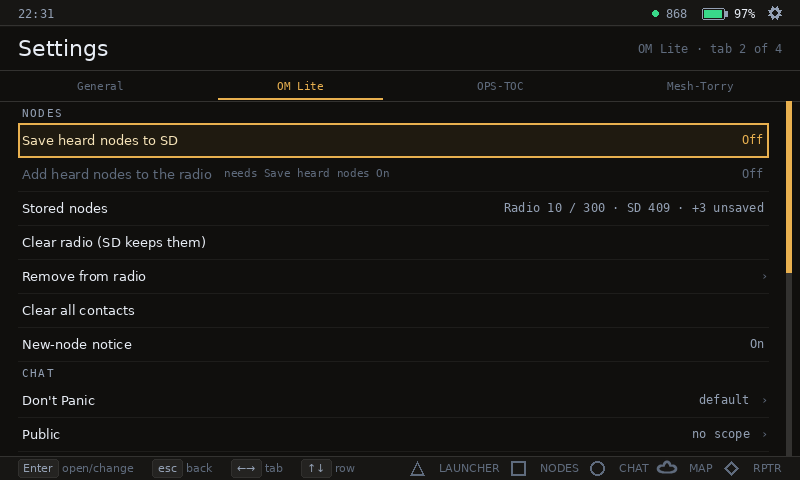 22:31 868 97%
Settings OM Lite · tab 2 of 4
General OM Lite OPS-TOC Mesh-Torry
NODES
Save heard nodes to SD Off
Add heard nodes to the radio needs Save heard nodes On Off
Stored nodes Radio 10 / 300 · SD 409 · +3 unsaved
Clear radio (SD keeps them)
Remove from radio ›
Clear all contacts
New-node notice On
CHAT
Don't Panic default ›
Public no scope ›
Enter open/change esc back ←→ tab ↑↓ row LAUNCHER NODES CHAT MAP RPTR